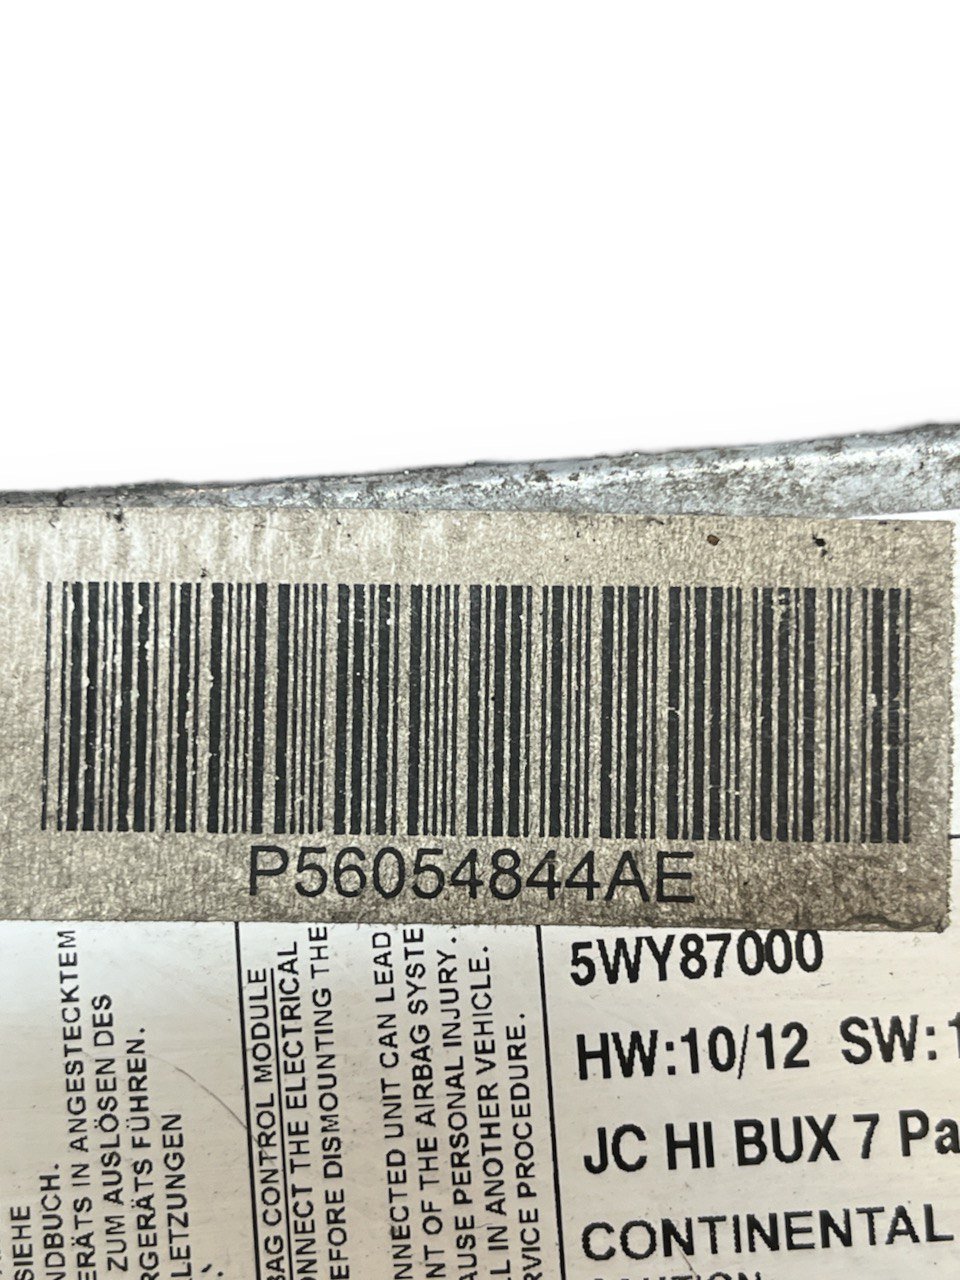 P56054844AE
5WY87000
HW:10/12 SW:1
JC HI BUX 7 Pa
CONTINENTAL
SIEHE
NDBUCH.
ERÄTS IN ANGESTECKTEM
ZUM AUSLÖSEN DES
RGERÄTS FÜHREN.
LETZUNGEN
BAG CONTROL MODULE
ONNECT THE ELECTRICAL
EFORE DISMOUNTING THE
NNECTED UNIT CAN LEAD
NT OF THE AIRBAG SYSTE
AUSE PERSONAL INJURY.
L IN ANOTHER VEHICLE.
RVICE PROCEDURE.